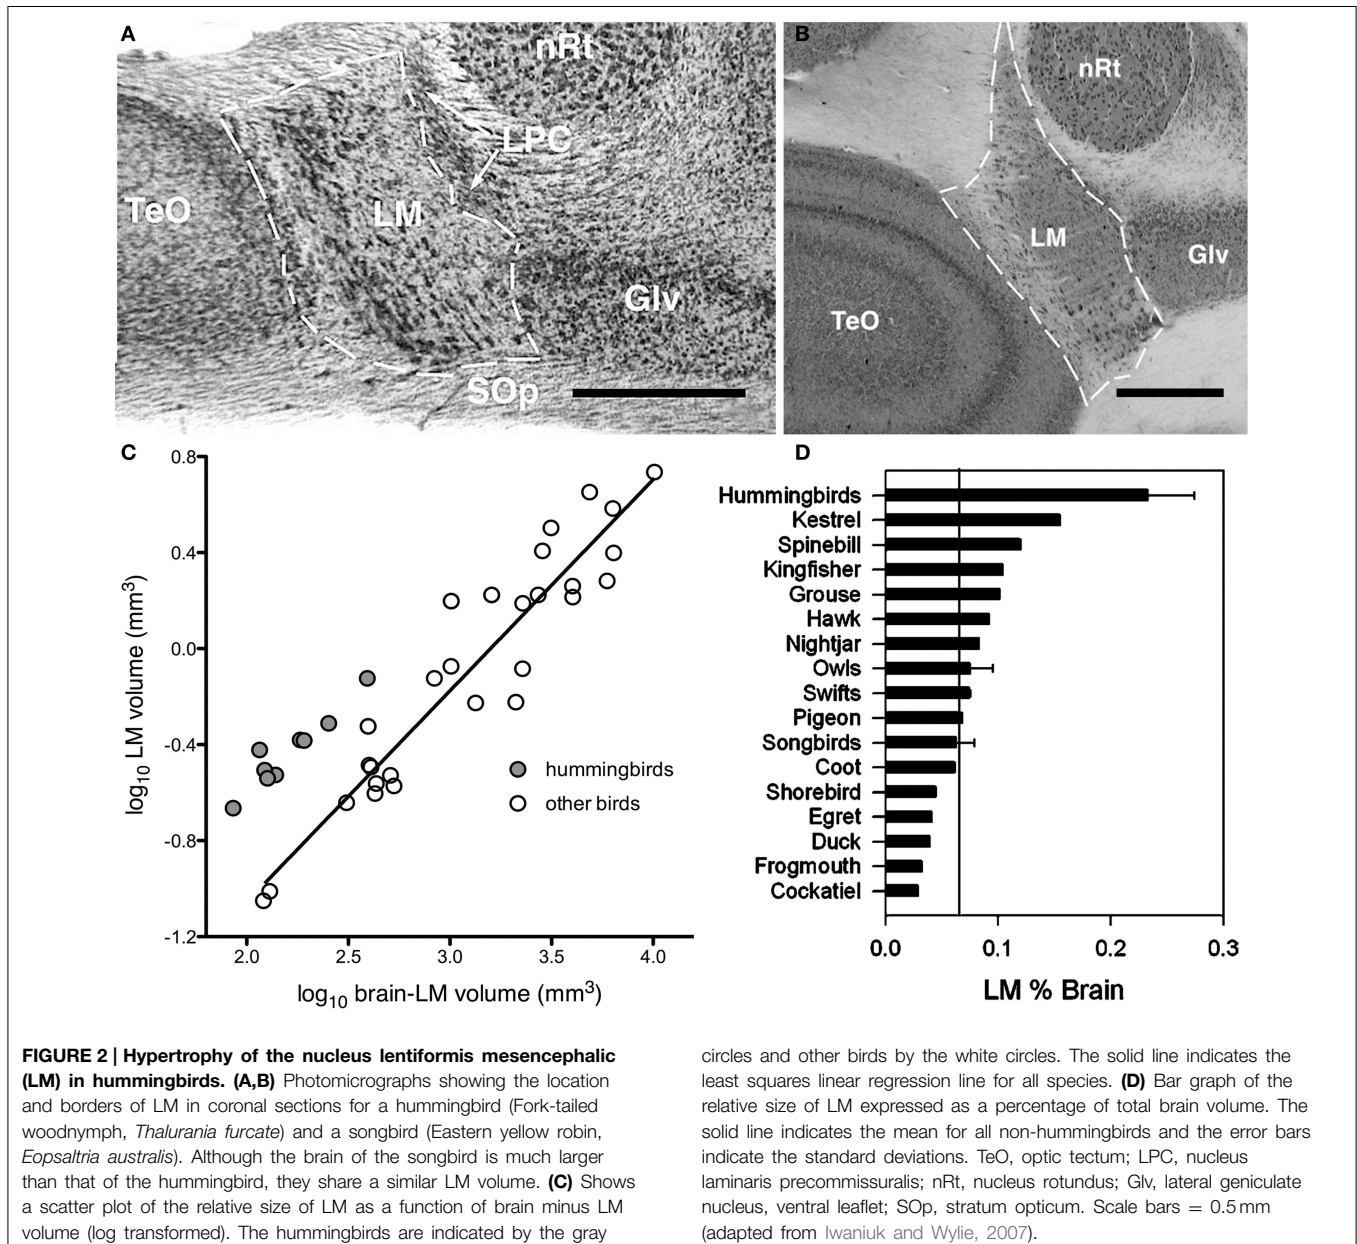 A
nRt
LPC
TeO
LM
Glv
SOp
B
nRt
LM
Glv
TeO
C
0.8
0.4
0.0
-0.4
-0.8
-1.2
log10 LM volume (mm3)
hummingbirds
other birds
2.0 2.5 3.0 3.5 4.0
log10 brain-LM volume (mm3)
D
Hummingbirds
Kestrel
Spinebill
Kingfisher
Grouse
Hawk
Nightjar
Owls
Swifts
Pigeon
Songbirds
Coot
Shorebird
Egret
Duck
Frogmouth
Cockatiel
0.0 0.1 0.2 0.3
LM % Brain
FIGURE 2 | Hypertrophy of the nucleus lentiformis mesencephalic
(LM) in hummingbirds. (A,B) Photomicrographs showing the location
and borders of LM in coronal sections for a hummingbird (Fork-tailed
woodnymph, Thalurania furcate) and a songbird (Eastern yellow robin,
Eopsaltria australis). Although the brain of the songbird is much larger
than that of the hummingbird, they share a similar LM volume. (C) Shows
a scatter plot of the relative size of LM as a function of brain minus LM
volume (log transformed). The hummingbirds are indicated by the gray
circles and other birds by the white circles. The solid line indicates the
least squares linear regression line for all species. (D) Bar graph of the
relative size of LM expressed as a percentage of total brain volume. The
solid line indicates the mean for all non-hummingbirds and the error bars
indicate the standard deviations. TeO, optic tectum; LPC, nucleus
laminaris precommissuralis; nRt, nucleus rotundus; Glv, lateral geniculate
nucleus, ventral leaflet; SOp, stratum opticum. Scale bars = 0.5 mm
(adapted from Iwaniuk and Wylie, 2007).